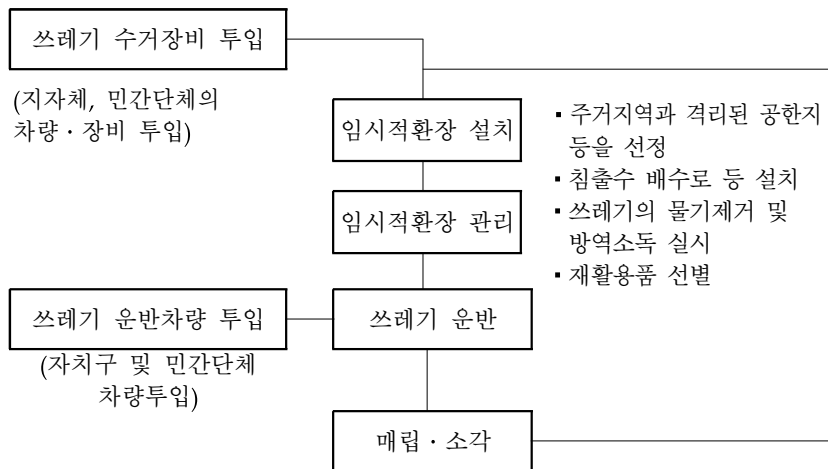 쓰레기 수거장비 투입
(지자체, 민간단체의
차량·장비 투입)
임시적환장 설치
▪ 주거지역과 격리된 공한지
등을 선정
▪ 침출수 배수로 등 설치
▪ 쓰레기의 물기제거 및
방역소독 실시
▪ 재활용품 선별
임시적환장 관리
쓰레기 운반차량 투입
(자치구 및 민간단체
차량투입)
쓰레기 운반
매립·소각